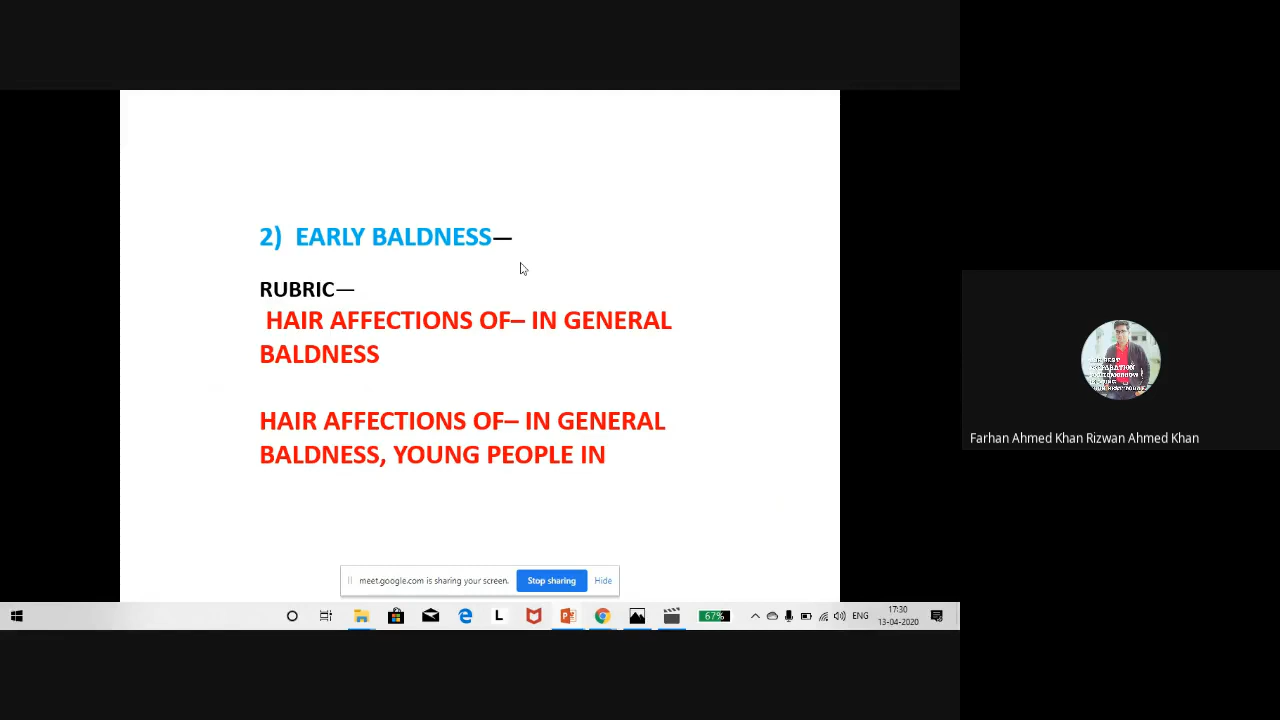 2) EARLY BALDNESS—
RUBRIC—
HAIR AFFECTIONS OF– IN GENERAL
BALDNESS
HAIR AFFECTIONS OF– IN GENERAL
BALDNESS, YOUNG PEOPLE IN
Farhan Ahmed Khan Rizwan Ahmed Khan
meet.google.com is sharing your screen. Stop sharing Hide
67% ENG 17:30
13-04-2020